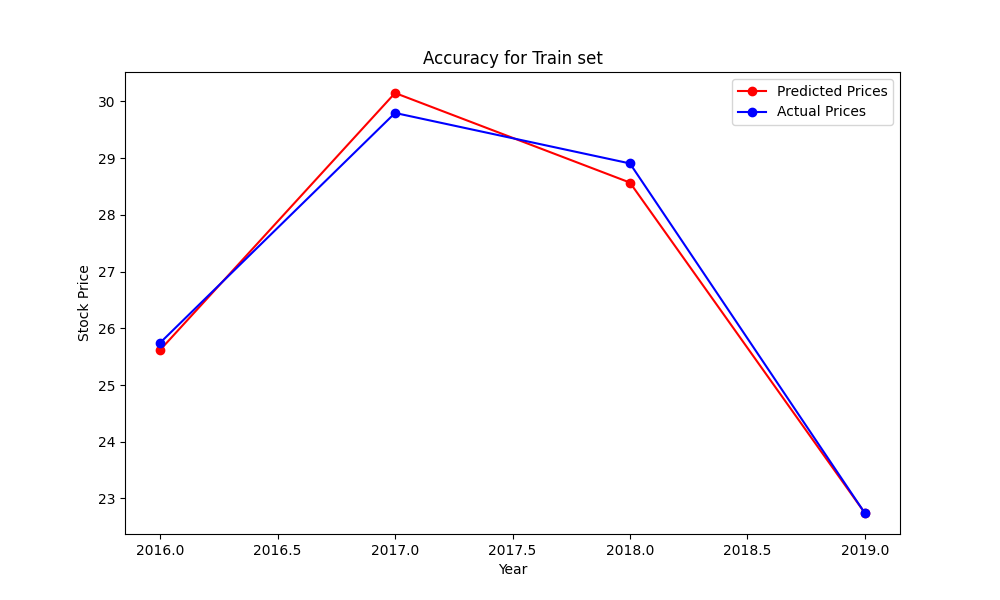 Accuracy for Train set
Predicted Prices
Actual Prices
30
29
28
27
26
25
24
23
Stock Price
2016.0 2016.5 2017.0 2017.5 2018.0 2018.5 2019.0
Year